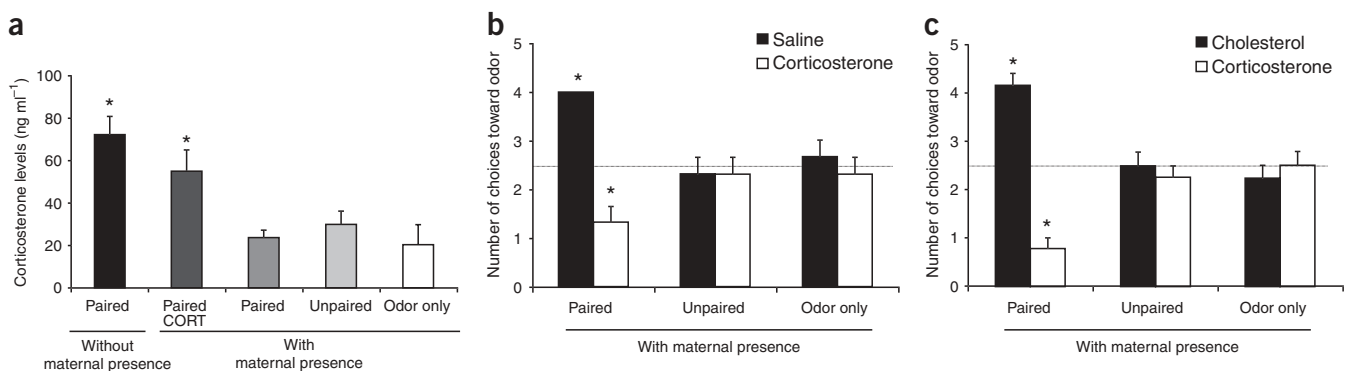 a
Corticosterone levels (ng ml−1)
100
80
60
40
20
0
*
*
Paired
Paired
CORT
Paired
Unpaired
Odor only
Without
maternal presence
With
maternal presence
b
Number of choices toward odor
5
4
3
2
1
0
Saline
Corticosterone
*
*
Paired
Unpaired
Odor only
With maternal presence
c
Number of choices toward odor
5
4
3
2
1
0
Cholesterol
Corticosterone
*
*
Paired
Unpaired
Odor only
With maternal presence